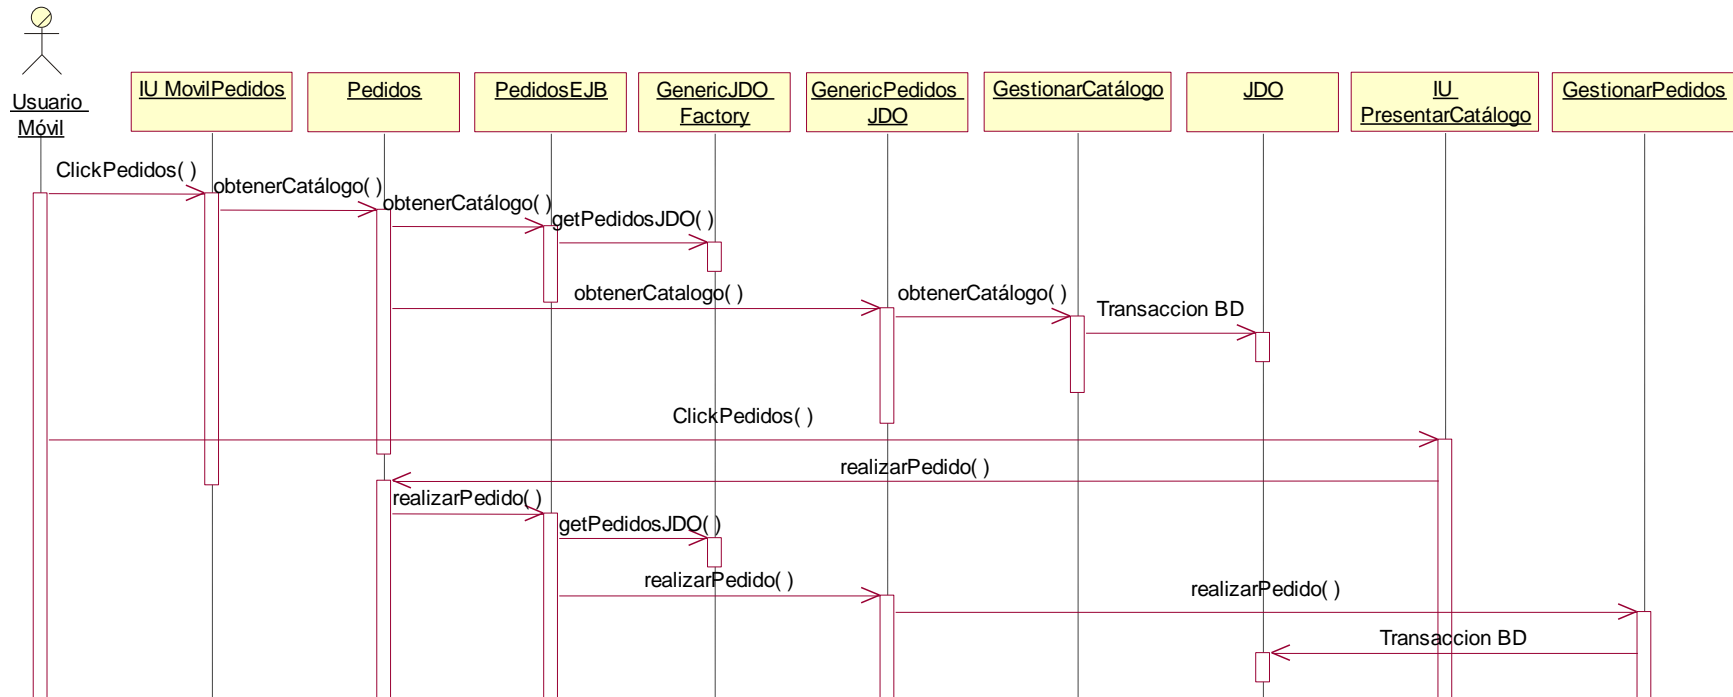 Usuario
Móvil
IU MovilPedidos
Pedidos
PedidosEJB
GenericJDO
Factory
GenericPedidos
JDO
GestionarCatálogo
JDO
IU
PresentarCatálogo
GestionarPedidos
ClickPedidos( )
obtenerCatálogo( )
obtenerCatálogo( )
getPedidosJDO( )
obtenerCatalogo( )
obtenerCatálogo( )
Transaccion BD
ClickPedidos( )
realizarPedido( )
realizarPedido( )
getPedidosJDO( )
realizarPedido( )
realizarPedido( )
Transaccion BD